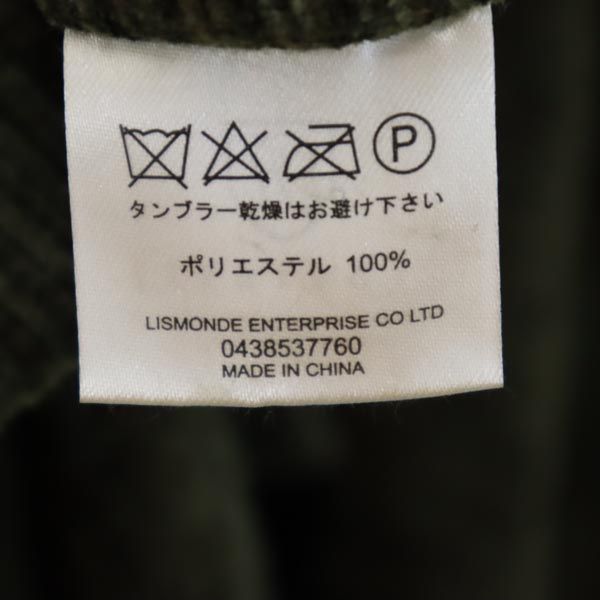 P
タンブラー乾燥はお避け下さい
ポリエステル 100%
LISMONDE ENTERPRISE CO LTD
0438537760
MADE IN CHINA